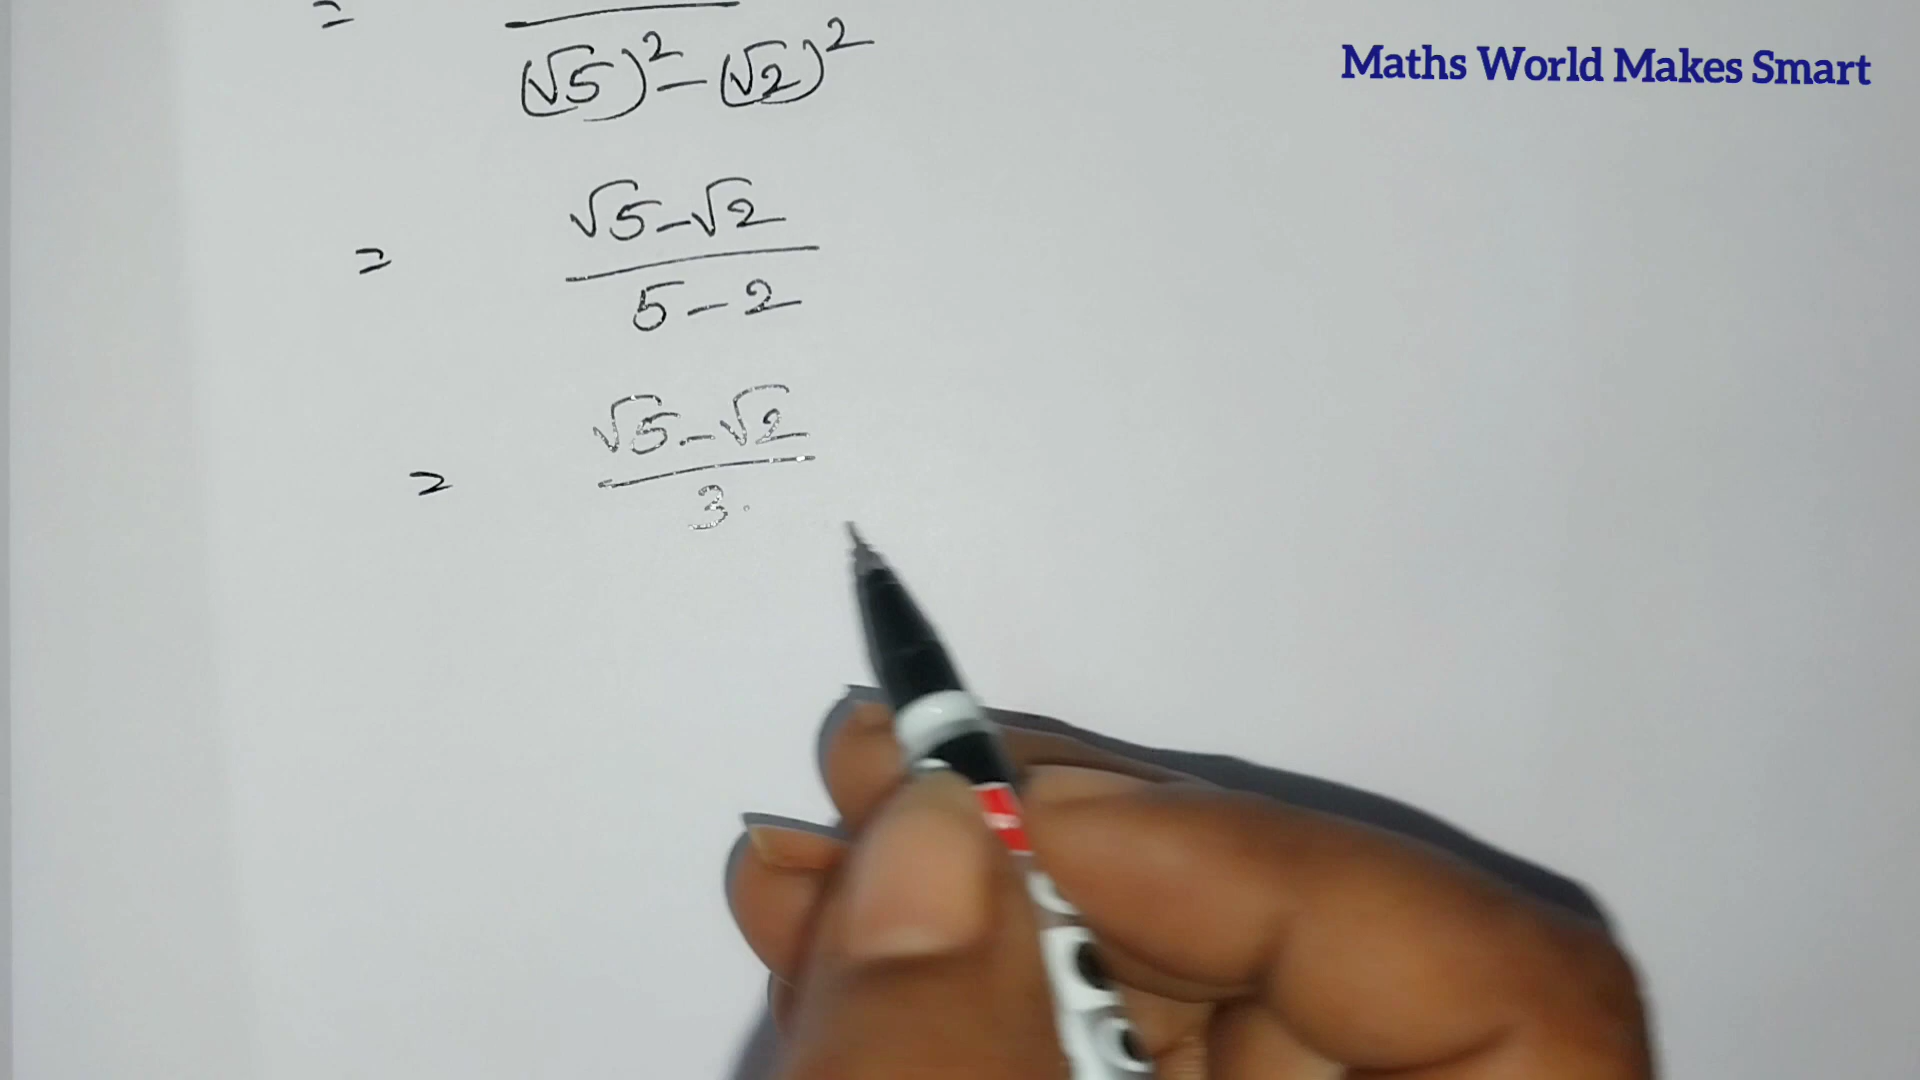 Maths World Makes Smart
= 
(√5)² - (√2)²
= √5 - √2
5 - 2
= √5 - √2
3.